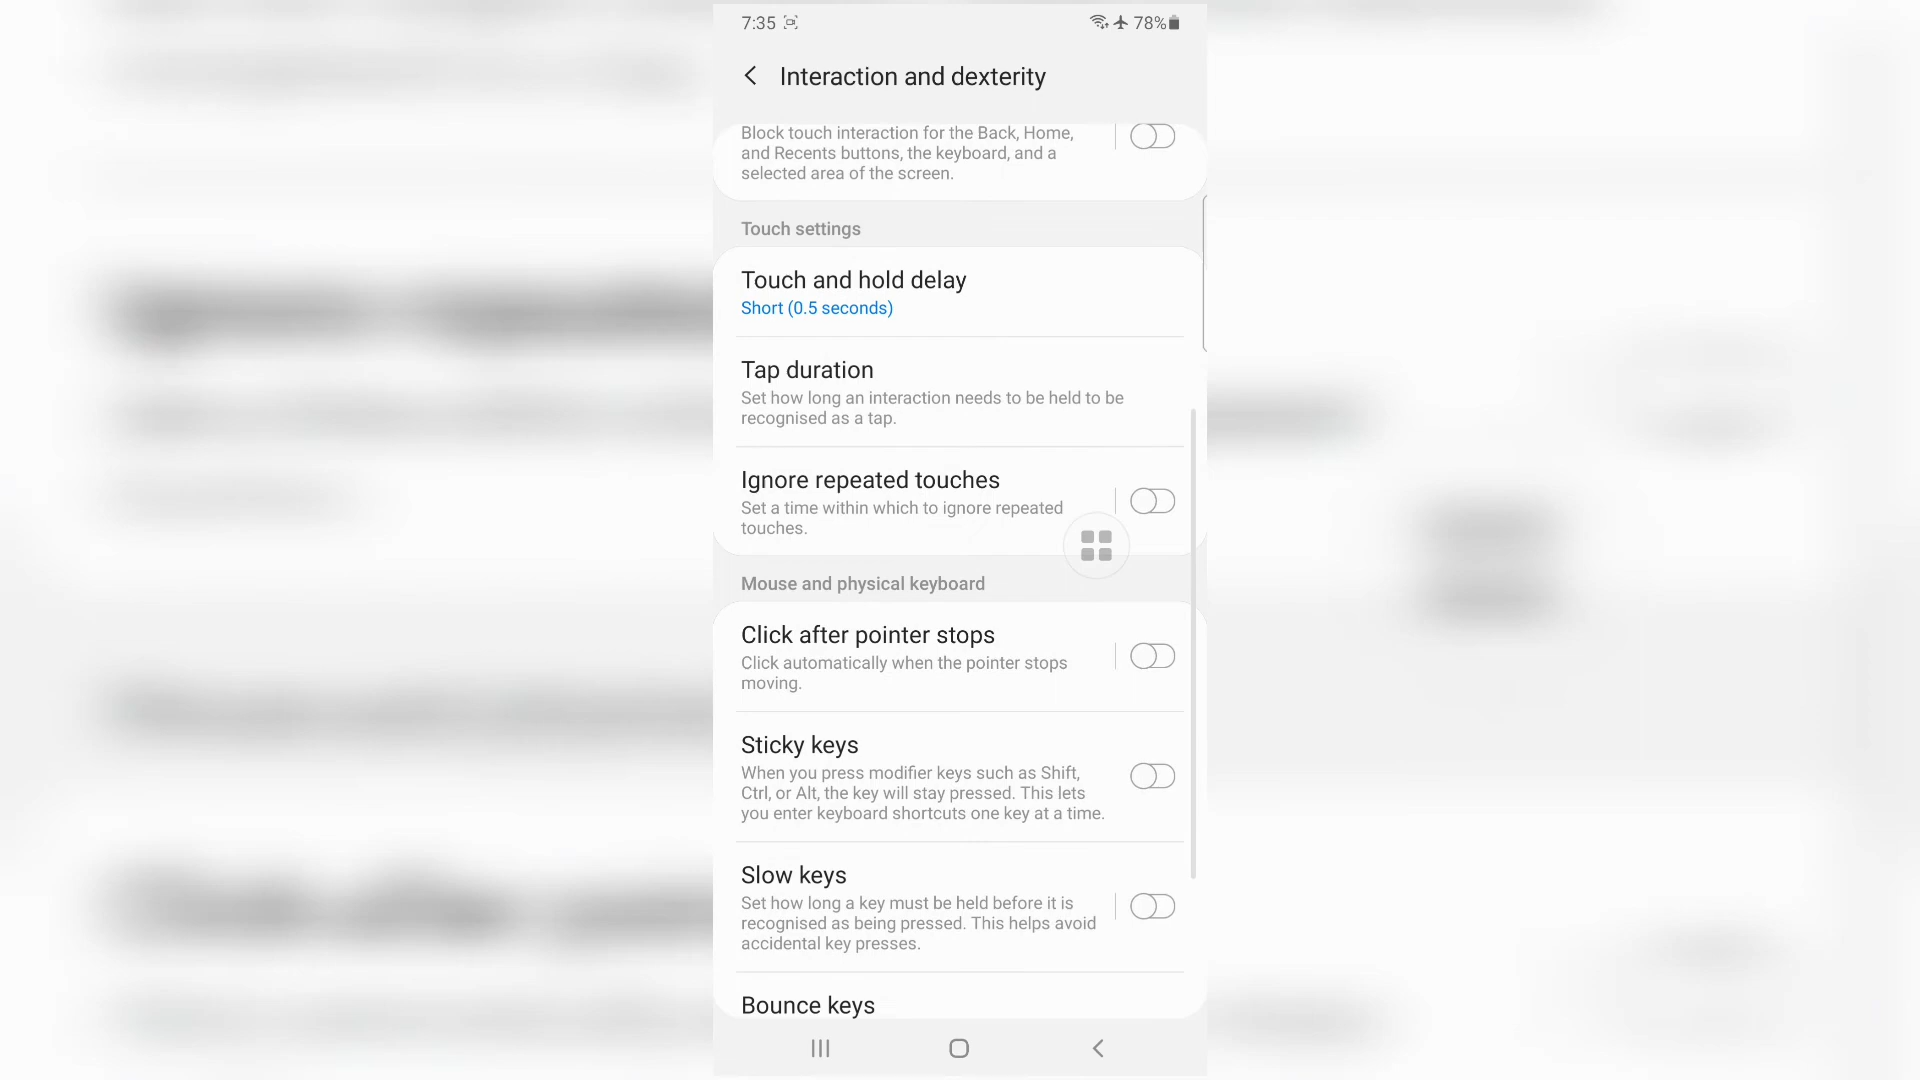 7:35
78%
Interaction and dexterity
Block touch interaction for the Back, Home,
and Recents buttons, the keyboard, and a
selected area of the screen.
Touch settings
Touch and hold delay
Short (0.5 seconds)
Tap duration
Set how long an interaction needs to be held to be
recognised as a tap.
Ignore repeated touches
Set a time within which to ignore repeated
touches.
Mouse and physical keyboard
Click after pointer stops
Click automatically when the pointer stops
moving.
Sticky keys
When you press modifier keys such as Shift,
Ctrl, or Alt, the key will stay pressed. This lets
you enter keyboard shortcuts one key at a time.
Slow keys
Set how long a key must be held before it is
recognised as being pressed. This helps avoid
accidental key presses.
Bounce keys